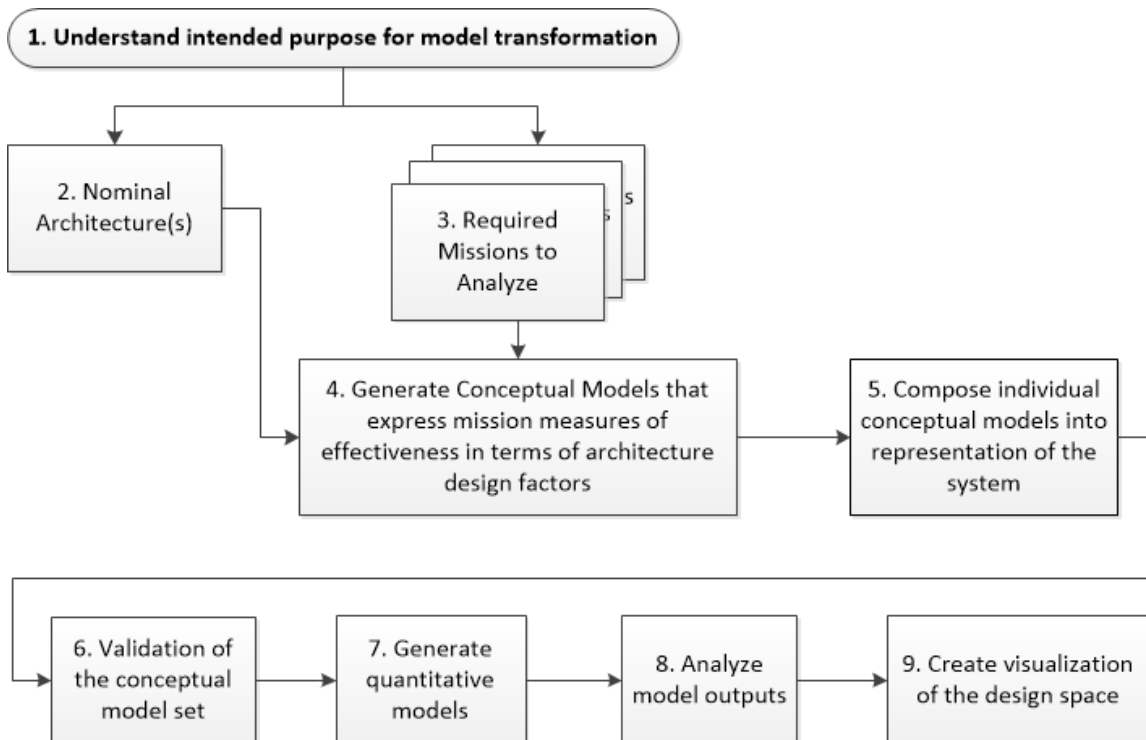 1. Understand intended purpose for model transformation
2. Nominal
Architecture(s)
s
s
3. Required
Missions to
Analyze
4. Generate Conceptual Models that
express mission measures of
effectiveness in terms of architecture
design factors
5. Compose individual
conceptual models into
representation of the
system
6. Validation of
the conceptual
model set
7. Generate
quantitative
models
8. Analyze
model outputs
9. Create visualization
of the design space